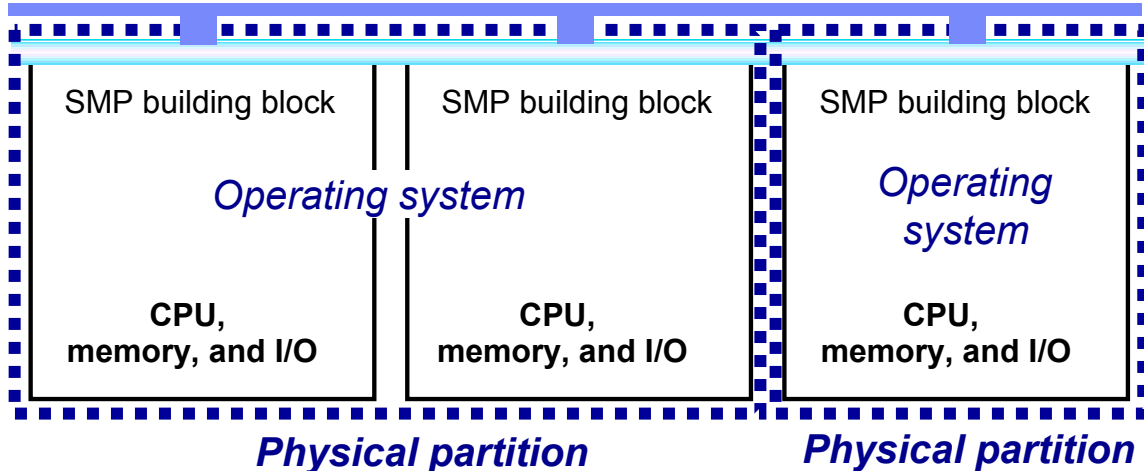 SMP building block
SMP building block
SMP building block
Operating system
Operating
system
CPU,
memory, and I/O
CPU,
memory, and I/O
CPU,
memory, and I/O
Physical partition
Physical partition